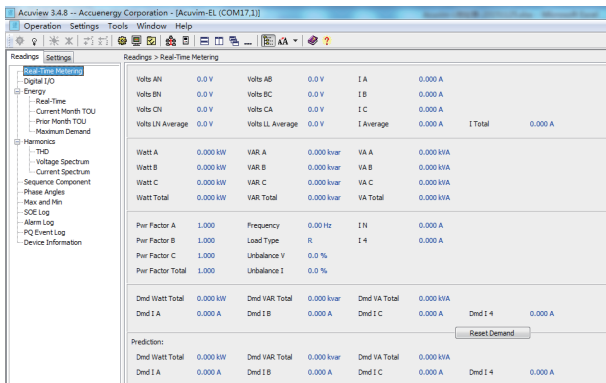 Acuview 3.4.8 -- Accuenergy Corporation - [Acuvim-EL (COM17,1)]
Operation Settings Tools Window Help
Readings Settings
Readings > Real-Time Metering
Real-Time Metering
Digital I/O
Energy
Real-Time
Current Month TOU
Prior Month TOU
Maximum Demand
Harmonics
THD
Voltage Spectrum
Current Spectrum
Sequence Component
Phase Angles
Max and Min
SOE Log
Alarm Log
PQ Event Log
Device Information
Volts AN 0.0 V Volts AB 0.0 V I A 0.000 A
Volts BN 0.0 V Volts BC 0.0 V I B 0.000 A
Volts CN 0.0 V Volts CA 0.0 V I C 0.000 A
Volts LN Average 0.0 V Volts LL Average 0.0 V I Average 0.000 A I Total 0.000 A
Watt A 0.000 kW VAR A 0.000 kvar VA A 0.000 kVA
Watt B 0.000 kW VAR B 0.000 kvar VA B 0.000 kVA
Watt C 0.000 kW VAR C 0.000 kvar VA C 0.000 kVA
Watt Total 0.000 kW VAR Total 0.000 kvar VA Total 0.000 kVA
Pwr Factor A 1.000 Frequency 0.00 Hz I N 0.000 A
Pwr Factor B 1.000 Load Type R I 4 0.000 A
Pwr Factor C 1.000 Unbalance V 0.0 %
Pwr Factor Total 1.000 Unbalance I 0.0 %
Dmd Watt Total 0.000 kW Dmd VAR Total 0.000 kvar Dmd VA Total 0.000 kVA
Dmd I A 0.000 A Dmd I B 0.000 A Dmd I C 0.000 A Dmd I 4 0.000 A
Reset Demand
Prediction:
Dmd Watt Total 0.000 kW Dmd VAR Total 0.000 kvar Dmd VA Total 0.000 kVA
Dmd I A 0.000 A Dmd I B 0.000 A Dmd I C 0.000 A Dmd I 4 0.000 A